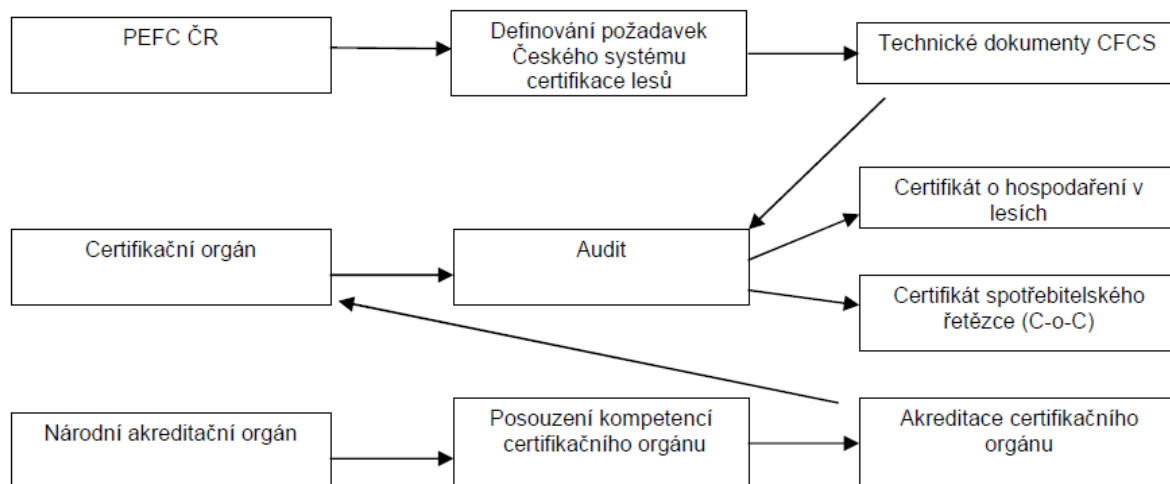 PEFC ČR
Definování požadavek
Českého systému
certifikace lesů
Technické dokumenty CFCS
Certifikát o hospodaření v
lesích
Certifikační orgán
Audit
Certifikát spotřebitelského
řetězce (C-o-C)
Národní akreditační orgán
Posouzení kompetencí
certifikačního orgánu
Akreditace certifikačního
orgánu